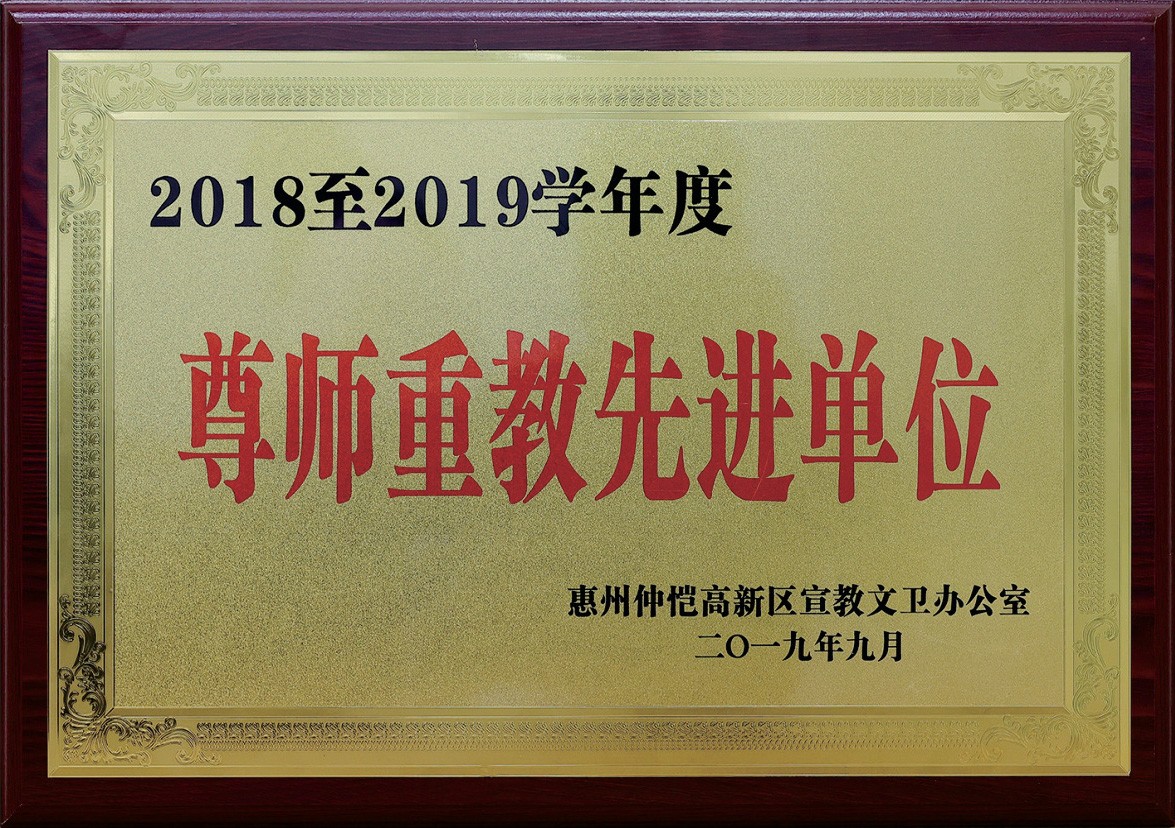 2018至2019学年度
尊师重教先进单位
惠州仲恺高新区宣教文卫办公室
二〇一九年九月